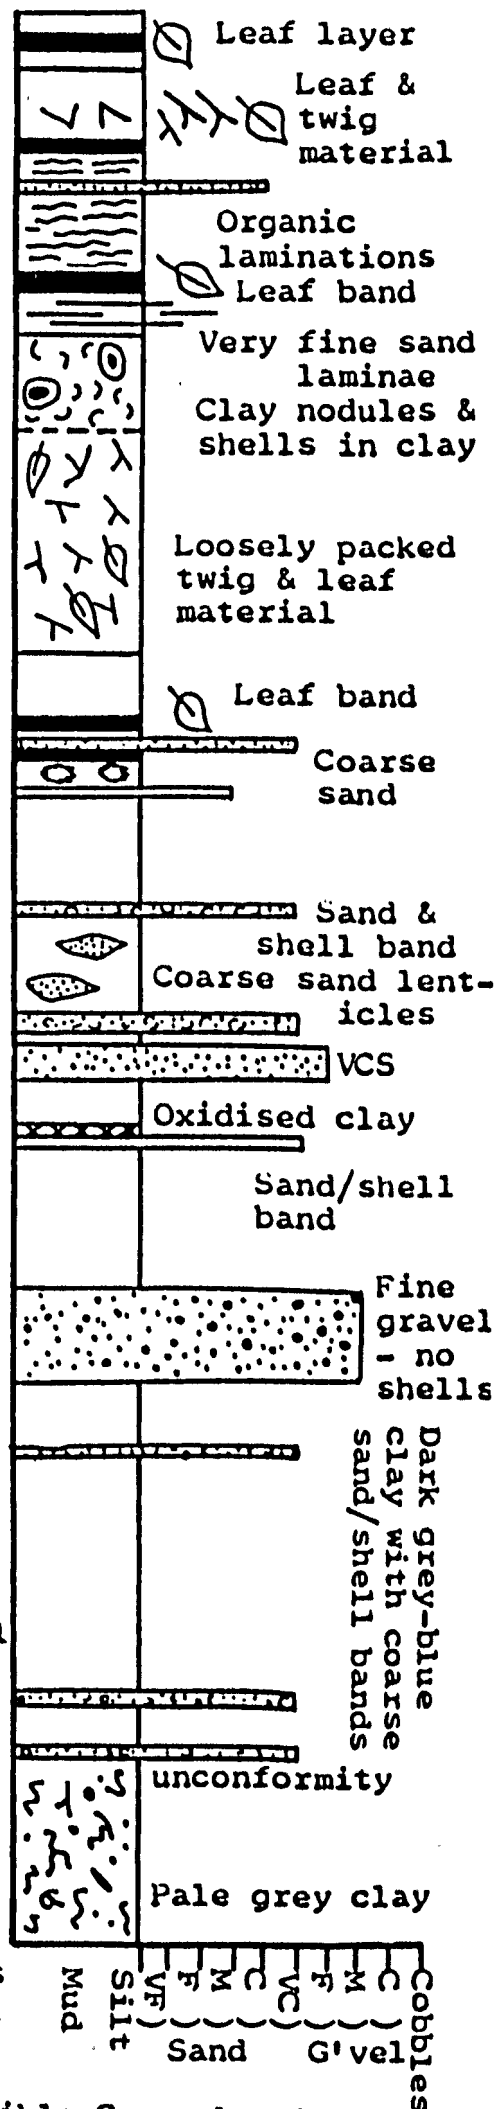 Leaf layer
Leaf &
twig
material
Organic
laminations
Leaf band
Very fine sand
laminae
Clay nodules &
shells in clay
Loosely packed
twig & leaf
material
Leaf band
Coarse
sand
Sand &
shell band
Coarse sand lent-
icles
VCS
Oxidised clay
Sand/shell
band
Fine
gravel
- no
shells
Dark grey-blue
clay with coarse
sand/shell bands
unconformity
Pale grey clay
Mud
Silt
VF
F
M
C
VC
F
M
C
Cobbles
Sand
G'vel